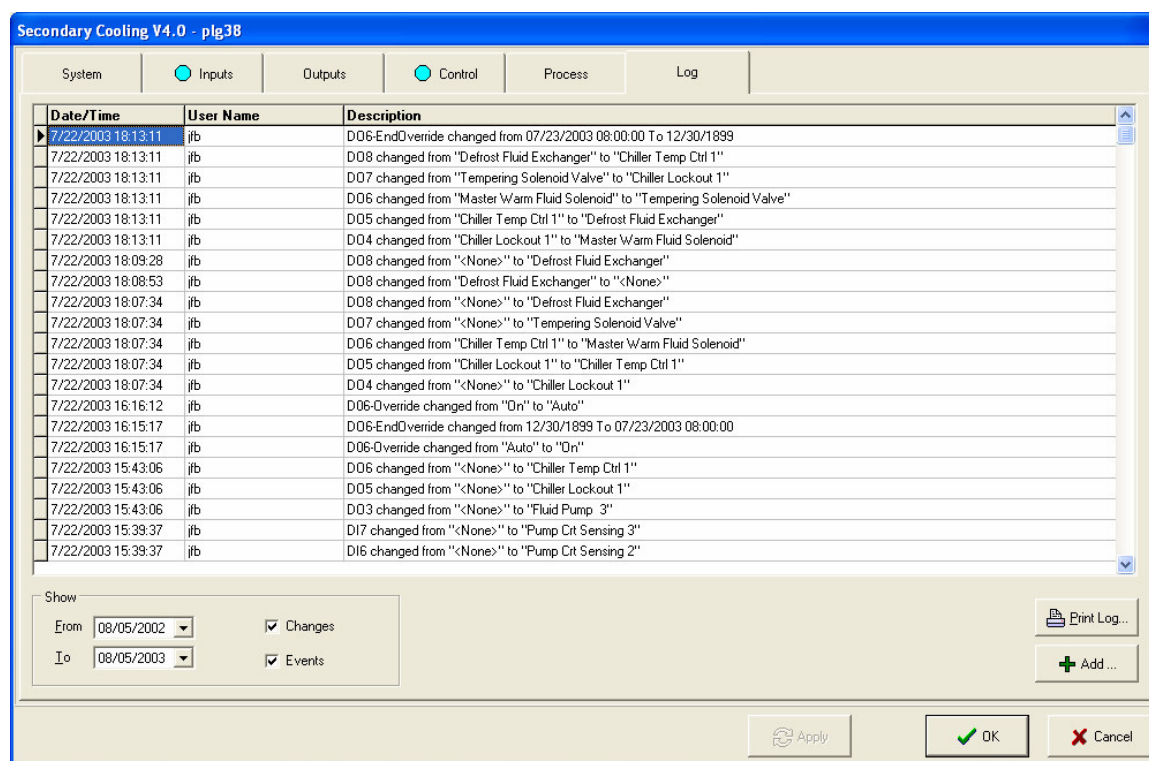 Secondary Cooling V4.0 - plg38
System Inputs Outputs Control Process Log
Date/Time User Name Description
7/22/2003 18:13:11 jfb DO6-EndOverride changed from 07/23/2003 08:00:00 To 12/30/1899
7/22/2003 18:13:11 jfb DO8 changed from "Defrost Fluid Exchanger" to "Chiller Temp Ctrl 1"
7/22/2003 18:13:11 jfb DO7 changed from "Tempering Solenoid Valve" to "Chiller Lockout 1"
7/22/2003 18:13:11 jfb DO6 changed from "Master Warm Fluid Solenoid" to "Tempering Solenoid Valve"
7/22/2003 18:13:11 jfb DO5 changed from "Chiller Temp Ctrl 1" to "Defrost Fluid Exchanger"
7/22/2003 18:13:11 jfb DO4 changed from "Chiller Lockout 1" to "Master Warm Fluid Solenoid"
7/22/2003 18:09:28 jfb DO8 changed from "<None>" to "Defrost Fluid Exchanger"
7/22/2003 18:08:53 jfb DO8 changed from "Defrost Fluid Exchanger" to "<None>"
7/22/2003 18:07:34 jfb DO8 changed from "<None>" to "Defrost Fluid Exchanger"
7/22/2003 18:07:34 jfb DO7 changed from "<None>" to "Tempering Solenoid Valve"
7/22/2003 18:07:34 jfb DO6 changed from "Chiller Temp Ctrl 1" to "Master Warm Fluid Solenoid"
7/22/2003 18:07:34 jfb DO5 changed from "Chiller Lockout 1" to "Chiller Temp Ctrl 1"
7/22/2003 18:07:34 jfb DO4 changed from "<None>" to "Chiller Lockout 1"
7/22/2003 16:16:12 jfb DO6-Override changed from "On" to "Auto"
7/22/2003 16:15:17 jfb DO6-EndOverride changed from 12/30/1899 To 07/23/2003 08:00:00
7/22/2003 16:15:17 jfb DO6-Override changed from "Auto" to "On"
7/22/2003 15:43:06 jfb DO6 changed from "<None>" to "Chiller Temp Ctrl 1"
7/22/2003 15:43:06 jfb DO5 changed from "<None>" to "Chiller Lockout 1"
7/22/2003 15:43:06 jfb DO3 changed from "<None>" to "Fluid Pump  3"
7/22/2003 15:39:37 jfb DI7 changed from "<None>" to "Pump Crt Sensing 3"
7/22/2003 15:39:37 jfb DI6 changed from "<None>" to "Pump Crt Sensing 2"
Show
From 08/05/2002 Changes
To 08/05/2003 Events
Print Log...
Add ...
Apply OK Cancel